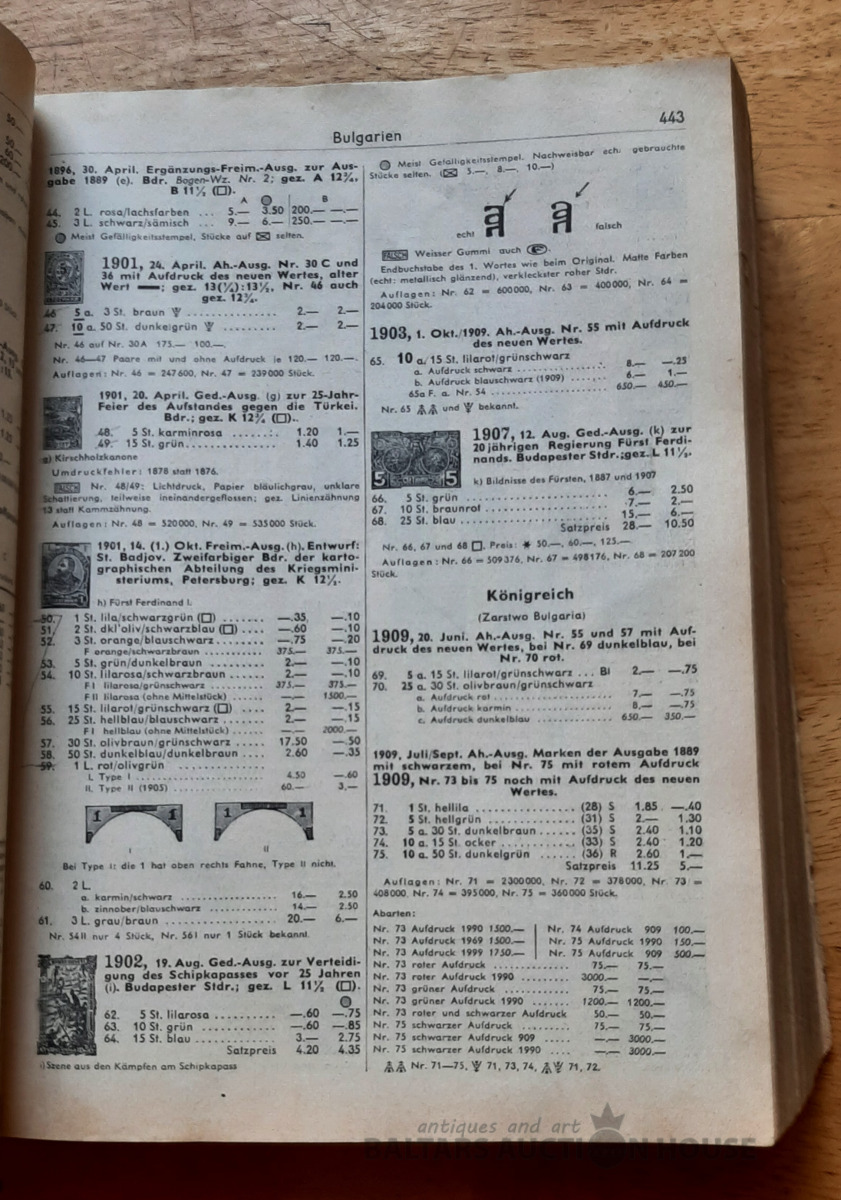 443
Bulgarien
1896, 30. April. Ergänzungs-Freim.-Ausg. zur Aus-
gabe 1889 (e). Bdr. Bogen-Wz. Nr. 2; gez. A 12¾,
B 11½ (□).
A B
44. 2 L. rosa/lachsfarben ... 5.— 3.50 200.— —.—
45. 3 L. schwarz/sämisch ... 9.— 6.— 250.— —.—
Meist Gefälligkeitsstempel, Stücke auf ✉ selten.
1901, 24. April. Ah.-Ausg. Nr. 30 C und
36 mit Aufdruck des neuen Wertes, alter
Wert —; gez. 13(¼):13½, Nr. 46 auch
gez. 12¾.
46 5 a. 3 St. braun ............ 2.— 2.—
47. 10 a. 50 St. dunkelgrün ............ 2.— 2.—
Nr. 46 auf Nr. 30 A 175.— 100.—.
Nr. 46—47 Paare mit und ohne Aufdruck je 120.— 120.—.
Auflagen: Nr. 46 = 247600, Nr. 47 = 239000 Stück.
1901, 20. April. Ged.-Ausg. (g) zur 25-Jahr-
Feier des Aufstandes gegen die Türkei.
Bdr.; gez. K 12¾ (□)..
48. 5 St. karminrosa ........ 1.20 1.—
49. 15 St. grün........... 1.40 1.25
g) Kirschholzkanone
Umdruckfehler: 1878 statt 1876.
FALSCH Nr. 48/49: Lichtdruck, Papier bläulichgrau, unklare
Schattierung, teilweise ineinandergeflossen; gez. Linienzähnung
13 statt Kammzähnung.
Auflagen: Nr. 48 = 520000, Nr. 49 = 535000 Stück.
1901, 14. (1.) Okt. Freim.-Ausg. (h). Entwurf:
St. Badjov. Zweifarbiger Bdr. der karto-
graphischen Abteilung des Kriegsmini-
steriums, Petersburg; gez. K 12½.
h) Fürst Ferdinand I.
50. 1 St. lila/schwarzgrün (□) ....... —.35 —.10
51. 2 St. dkl'oliv/schwarzblau (□) .... —.60 —.10
52. 3 St. orange/blauschwarz ....... —.75 —.20
F orange/schwarzbraun ........ 375.— 375.—
53. 5 St. grün/dunkelbraun ......... 2.— —.10
54. 10 St. lilarosa/schwarzbraun ..... 2.— —.10
F I lilarosa/grünschwarz ........ 375.— 375.—
F II lilarosa (ohne Mittelstück) .... —.— 1500.—
55. 15 St. lilarot/grünschwarz (□) .. 2.— —.15
56. 25 St. hellblau/blauschwarz ...... 2.— —.15
F I hellblau (ohne Mittelstück) .... —.— 2000.—
57. 30 St. olivbraun/grünschwarz .... 17.50 —.50
58. 50 St. dunkelblau/dunkelbraun .... 2.60 —.35
59. 1 L. rot/olivgrün
I. Type I ................... 4.50 —.60
II. Type II (1905) .............. 60.— 3.—
1 1 1 1
I II
Bei Type I: die 1 hat oben rechts Fahne, Type II nicht.
60. 2 L.
a. karmin/schwarz ............... 16.— 2.50
b. zinnober/blauschwarz .......... 14.— 2.50
61. 3 L. grau/braun ............... 20.— 6.—
Nr. 54 II nur 4 Stück, Nr. 56 I nur 1 Stück bekannt.
1902, 19. Aug. Ged.-Ausg. zur Verteidi-
gung des Schipkapasses vor 25 Jahren
(i). Budapester Stdr.; gez. L 11½ (□).
62. 5 St. lilarosa .......... —.60 —.75
63. 10 St. grün ............ —.60 —.85
64. 15 St. blau ............ 3.— 2.75
Satzpreis 4.20 4.35
i) Szene aus den Kämpfen am Schipkapass
Meist Gefälligkeitsstempel. Nachweisbar ech. gebrauchte
Stücke selten. (✉ 5.—, 8.—, 10.—)
echt a a falsch
FALSCH Weisser Gummi auch.
Endbuchstabe des 1. Wortes wie beim Original. Matte Farben
(echt: metallisch glänzend), verkleckster roher Stdr.
Auflagen: Nr. 62 = 600000, Nr. 63 = 400000, Nr. 64 =
204000 Stück.
1903, 1. Okt./1909. Ah.-Ausg. Nr. 55 mit Aufdruck
des neuen Wertes.
65. 10 a/15 St. lilarot/grünschwarz
a. Aufdruck schwarz ............... 8.— —.25
b. Aufdruck blauschwarz (1909) ...... 6.— 1.—
65a F. a. Nr. 54 ............... 650.— 450.—
Nr. 65 und bekannt.
1907, 12. Aug. Ged.-Ausg. (k) zur
20 jährigen Regierung Fürst Ferdi-
nands. Budapester Stdr.;gez. L 11½.
5 15
k) Bildnisse des Fürsten, 1887 und 1907
66. 5 St. grün ............... 6.— 2.50
67. 10 St. braunrot ............... 7.— 2.—
68. 25 St. blau ............... 15.— 6.—
Satzpreis 28.— 10.50
Nr. 66, 67 und 68 □. Preis: ✶ 50.—, 60.—, 125.—.
Auflagen: Nr. 66 = 509376, Nr. 67 = 498176, Nr. 68 = 207200
Stück.
Königreich
(Zarstwo Bulgaria)
1909, 20. Juni. Ah.-Ausg. Nr. 55 und 57 mit Auf-
druck des neuen Wertes, bei Nr. 69 dunkelblau, bei
Nr. 70 rot.
69. 5 a. 15 St. lilarot/grünschwarz ... Bl 2.— —.75
70. 25 a. 30 St. olivbraun/grünschwarz
a. Aufdruck rot ................... 7.— —.75
b. Aufdruck karmin ................ 8.— —.75
c. Aufdruck dunkelblau ............ 650.— 350.—
1909, Juli/Sept. Ah.-Ausg. Marken der Ausgabe 1889
mit schwarzem, bei Nr. 75 mit rotem Aufdruck
1909, Nr. 73 bis 75 noch mit Aufdruck des neuen
Wertes.
71. 1 St. hellila ............... (28) S 1.85 —.40
72. 5 St. hellgrün ............... (31) S 2.— 1.30
73. 5 a. 30 St. dunkelbraun ...... (35) S 2.40 1.10
74. 10 a. 15 St. ocker ............ (33) S 2.40 1.20
75. 10 a. 50 St. dunkelgrün ...... (36) R 2.60 1.—
Satzpreis 11.25 5.—
Auflagen: Nr. 71 = 2300000, Nr. 72 = 378000, Nr. 73 =
408000, Nr. 74 = 395000, Nr. 75 = 360000 Stück.
Abarten:
Nr. 73 Aufdruck 1990 1500.— Nr. 74 Aufdruck 909 100.—
Nr. 73 Aufdruck 1969 1500.— Nr. 75 Aufdruck 1990 150.—
Nr. 73 Aufdruck 1999 1750.— Nr. 75 Aufdruck 909 500.—
Nr. 73 roter Aufdruck ............... 75.— 75.—
Nr. 73 roter Aufdruck 1990 .......... 3000.— —.—
Nr. 73 grüner Aufdruck ............ 75.— 75.—
Nr. 73 grüner Aufdruck 1990 ....... 1200.— 1200.—
Nr. 73 roter und schwarzer Aufdruck 50.— 50.—
Nr. 75 schwarzer Aufdruck .......... 75.— 75.—
Nr. 75 schwarzer Aufdruck 909 ..... —.— 3000.—
Nr. 75 schwarzer Aufdruck 1990 .... —.— 3000.—
Nr. 71—75, 71, 73, 74, 71, 72.
antiques and art
BALTARS AUCTION HOUSE